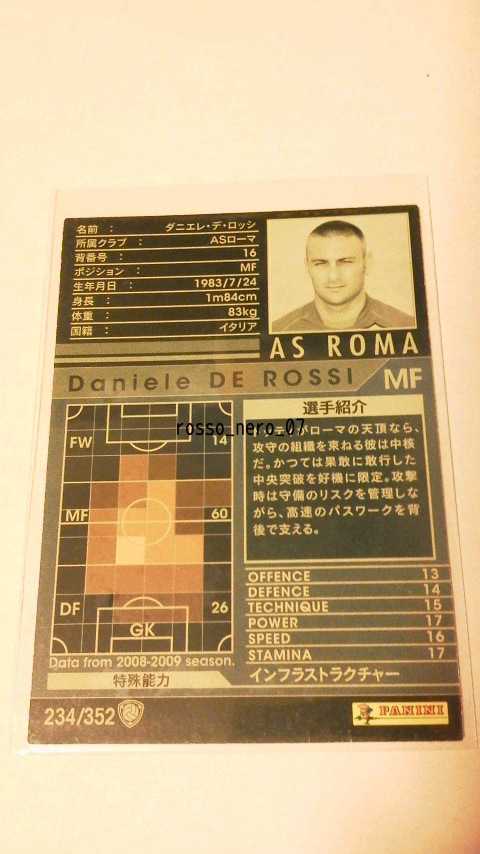 名前 : ダニエレ・デ・ロッシ
所属クラブ : ASローマ
背番号 : 16
ポジション : MF
生年月日 : 1983/7/24
身長 : 1m84cm
体重 : 83kg
国籍 : イタリア
AS ROMA
Daniele DE ROSSI MF
選手紹介
rosso_nero_07
ローマの天頂なら、
攻守の組織を束ねる彼は中核
だ。かつては果敢に敢行した
中央突破を好機に限定。攻撃
時は守備のリスクを管理しな
がら、高速のパスワークを背
後で支える。
FW 14
MF 60
DF 26
GK
Data from 2008-2009 season.
OFFENCE 13
DEFENCE 14
TECHNIQUE 15
POWER 17
SPEED 16
STAMINA 17
特殊能力 インフラストラクチャー
234/352
PANINI